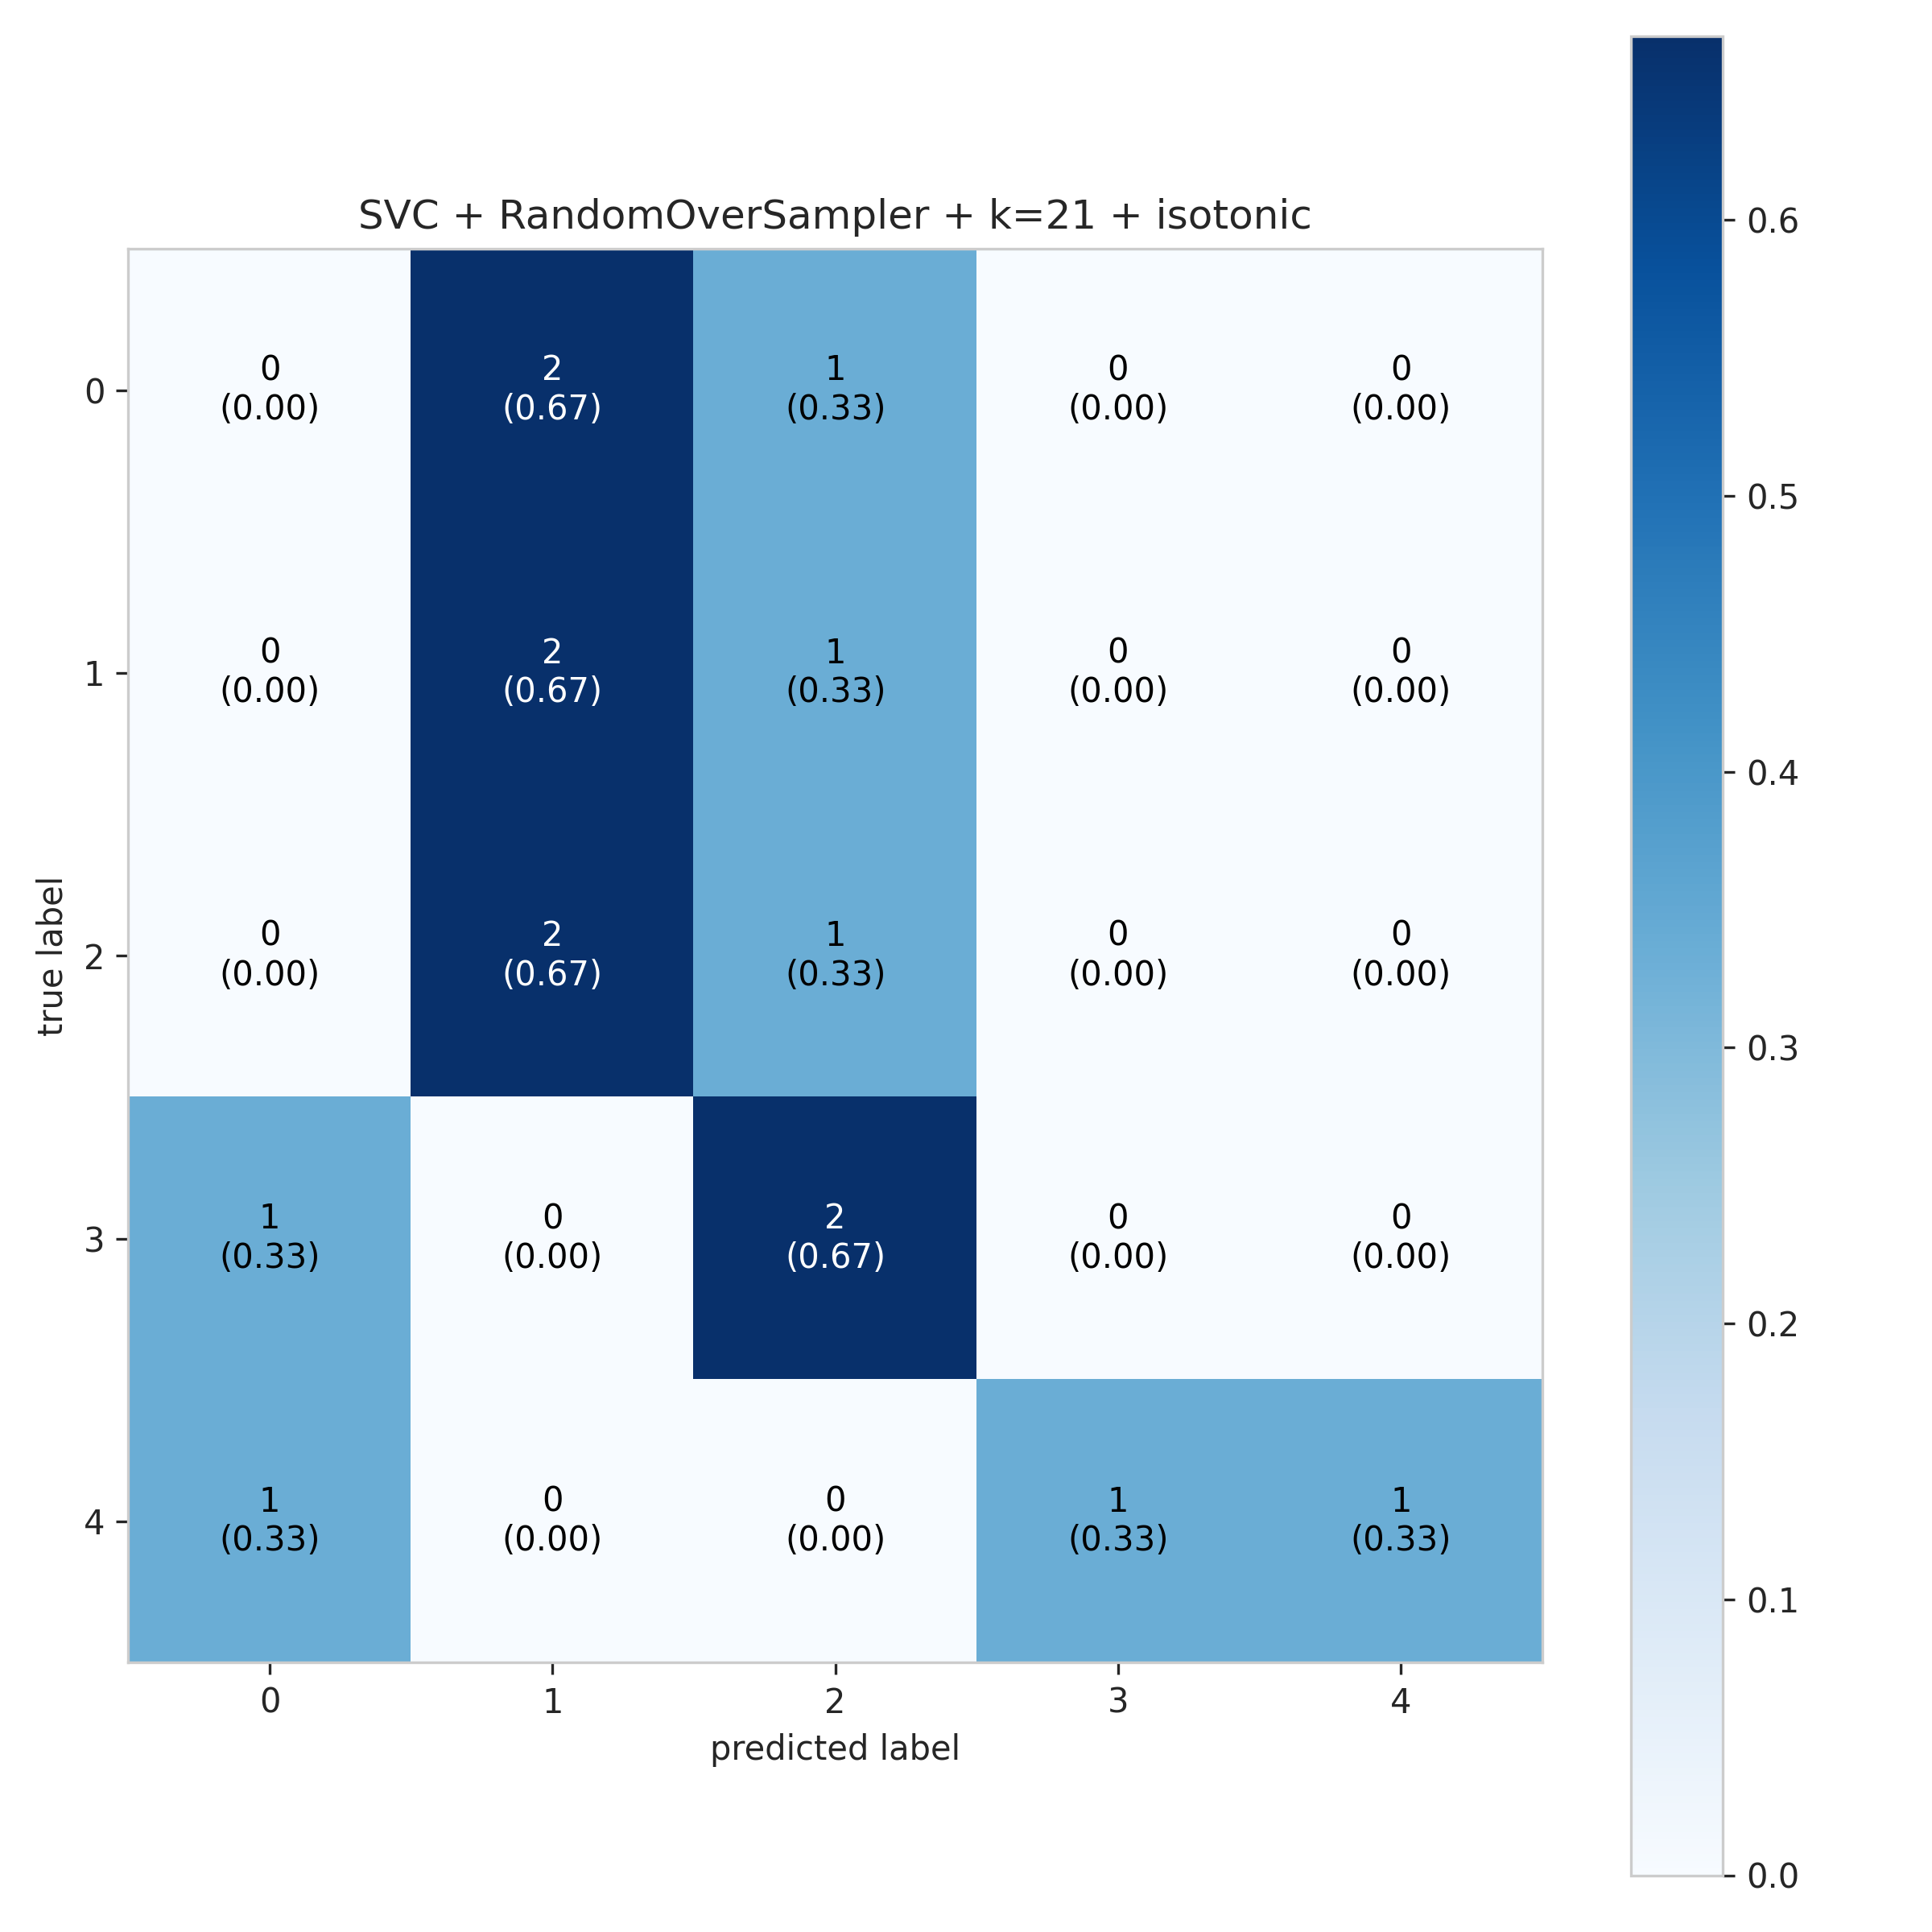 SVC + RandomOverSampler + k=21 + isotonic
0 2 1 0 0
0 (0.00) (0.67) (0.33) (0.00) (0.00)
0 2 1 0 0
1 (0.00) (0.67) (0.33) (0.00) (0.00)
0 2 1 0 0
2 (0.00) (0.67) (0.33) (0.00) (0.00)
1 0 2 0 0
3 (0.33) (0.00) (0.67) (0.00) (0.00)
1 0 0 1 1
4 (0.33) (0.00) (0.00) (0.33) (0.33)
0 1 2 3 4
predicted label
true label
0.6
0.5
0.4
0.3
0.2
0.1
0.0